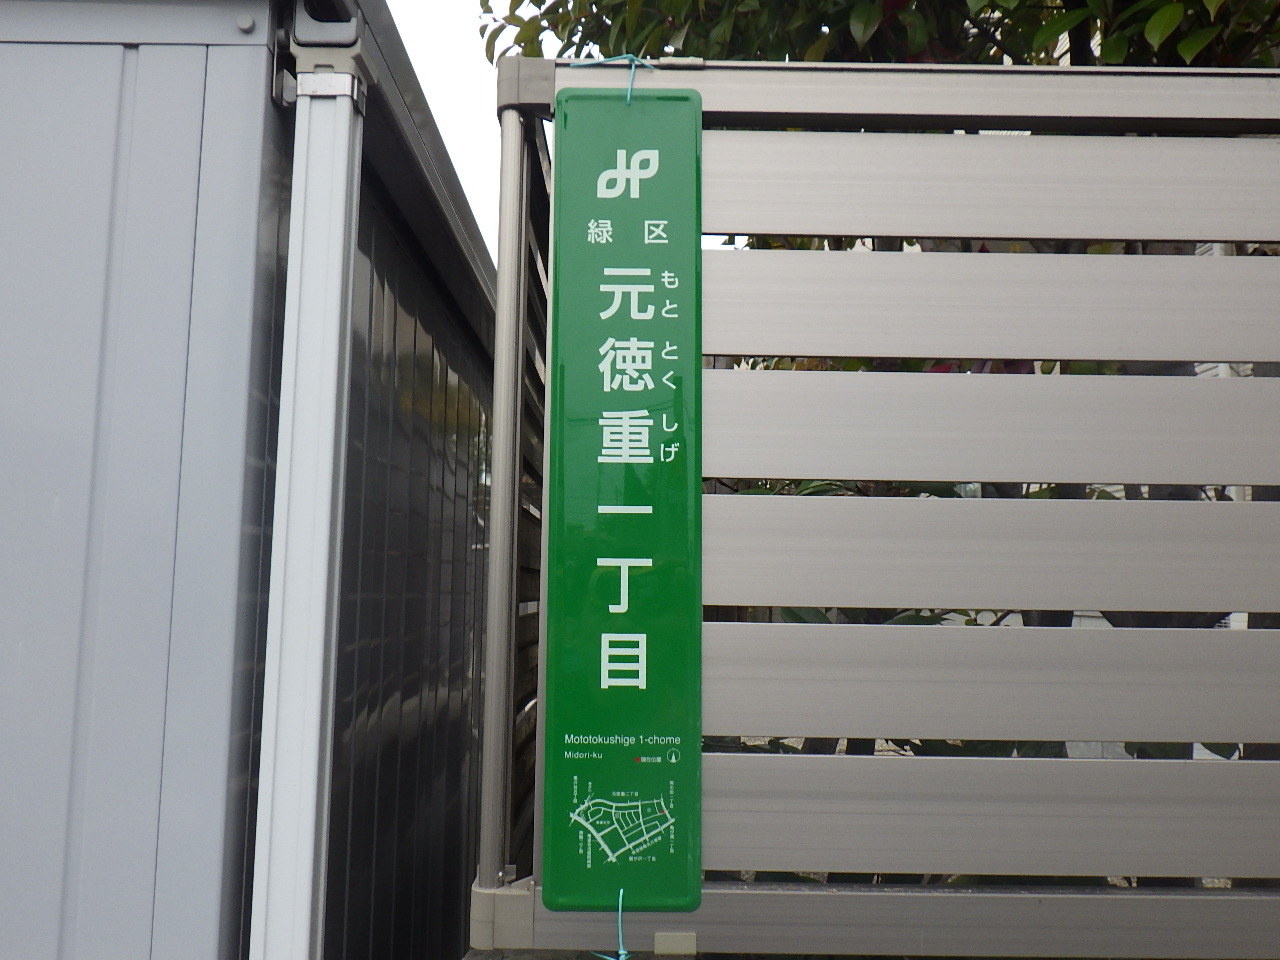 緑区
元徳重一丁目
もととくしげ
Mototokushige 1-chome
Midori-ku